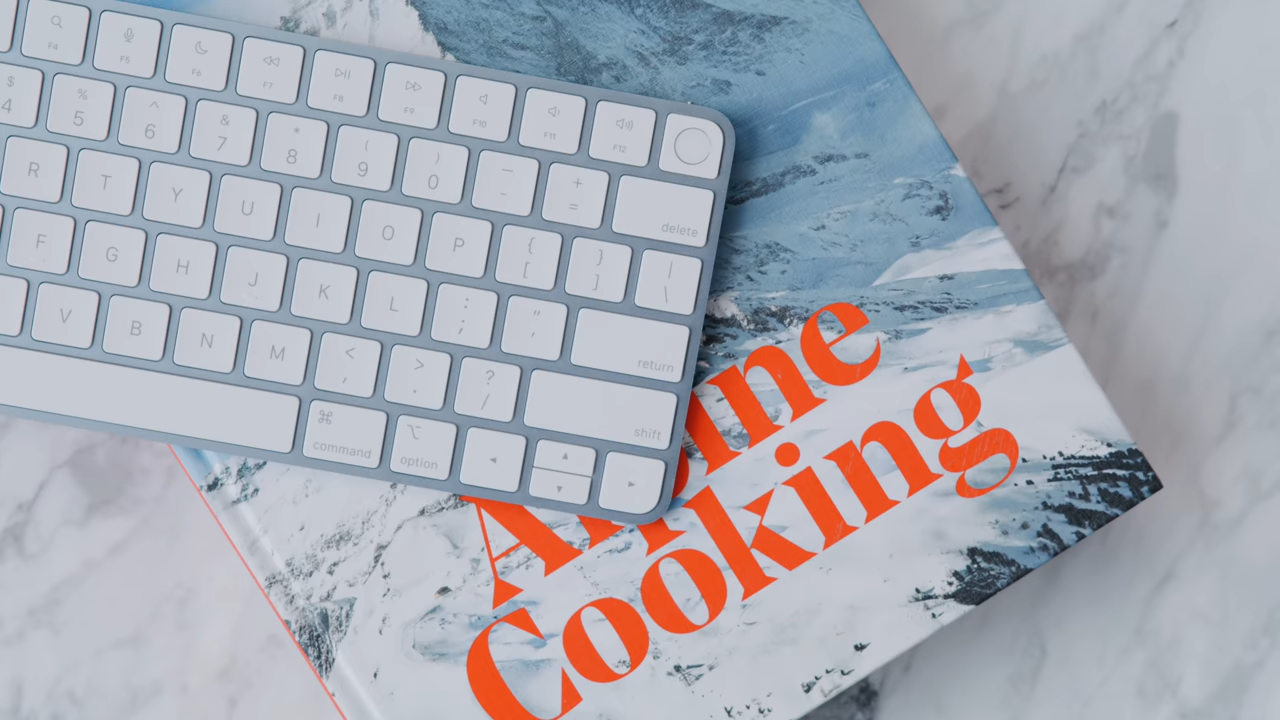 F4 F5 F6 F7 F8 F9 F10 F11 F12
$ 4 % 5 ^ 6 & 7 * 8 ( 9 ) 0 — - + = delete
R T Y U I O P { [ } ] | \
F G H J K L : ; " ' return
V B N M < , > . ? / shift
⌘ command ⌥ option ◂ ▴ ▾ ▸
Cooking